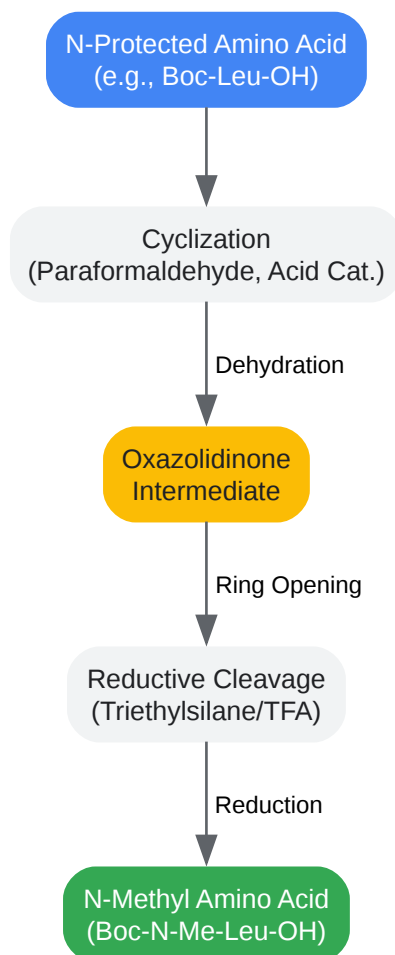 N-Protected Amino Acid
(e.g., Boc-Leu-OH)
Cyclization
(Paraformaldehyde, Acid Cat.)
Dehydration
Oxazolidinone
Intermediate
Ring Opening
Reductive Cleavage
(Triethylsilane/TFA)
Reduction
N-Methyl Amino Acid
(Boc-N-Me-Leu-OH)